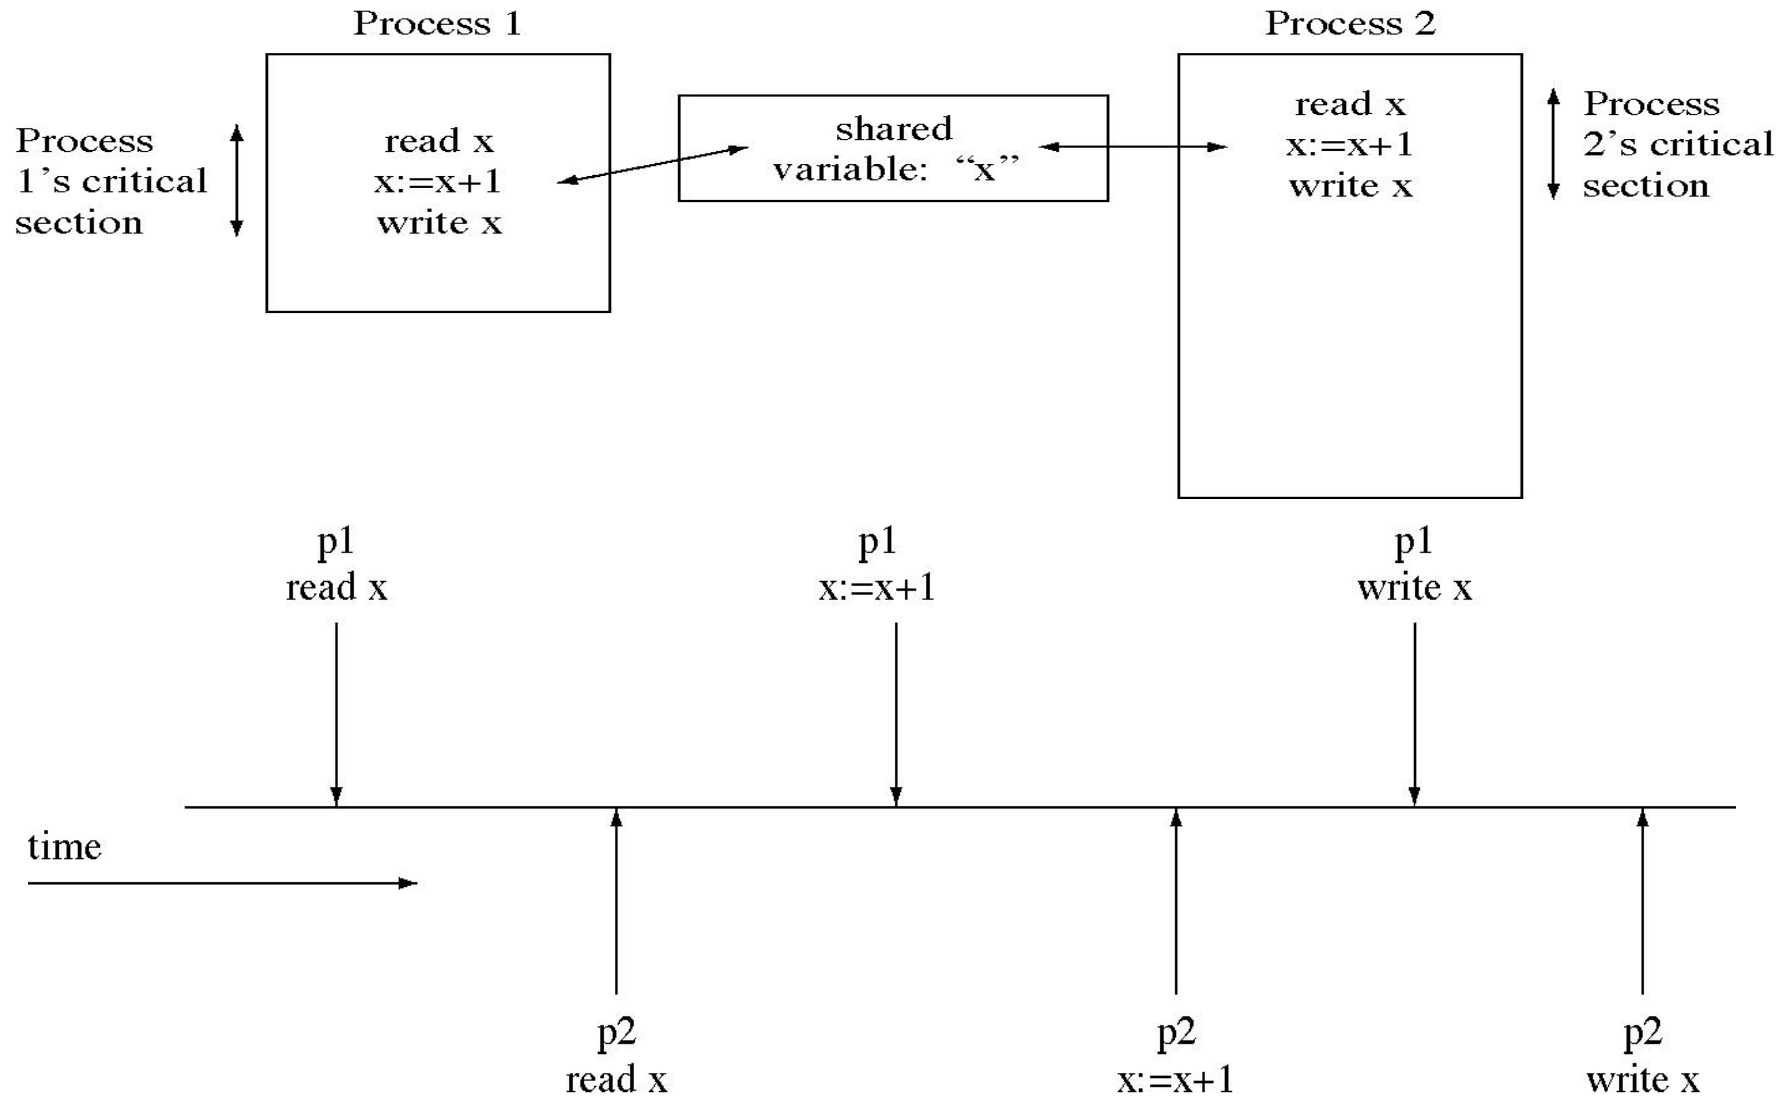 Process 1
Process 2
Process
1’s critical
section
read x
x:=x+1
write x
shared
variable: “x”
read x
x:=x+1
write x
Process
2’s critical
section
p1
read x
p1
x:=x+1
p1
write x
time
p2
read x
p2
x:=x+1
p2
write x